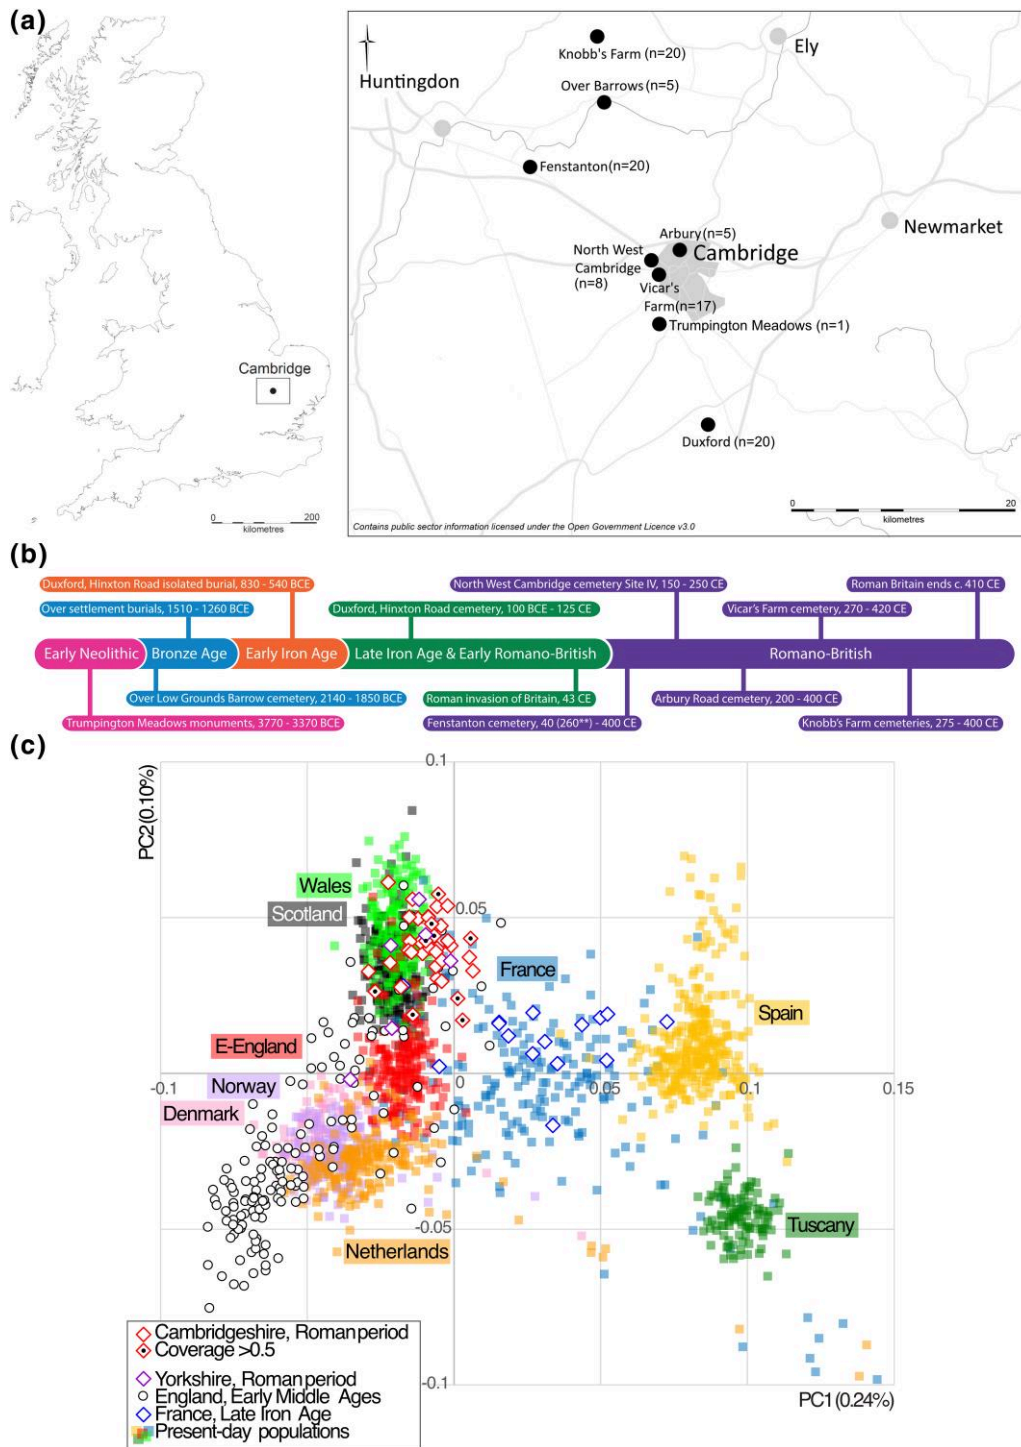 (a)
Cambridge
0 200
kilometres
Huntingdon
Knobb's Farm (n=20)
Ely
Over Barrows (n=5)
Fenstanton(n=20)
Newmarket
Arbury(n=5)
North West
Cambridge
Cambridge
(n=8)
Vicar's
Farm(n=17)
Trumpington Meadows (n=1)
Duxford (n=20)
0 20
kilometres
Contains public sector information licensed under the Open Government Licence v3.0
(b)
Duxford, Hinxton Road isolated burial, 830 - 540 BCE
North West Cambridge cemetery Site IV, 150 - 250 CE
Roman Britain ends c. 410 CE
Over settlement burials, 1510 - 1260 BCE
Duxford, Hinxton Road cemetery, 100 BCE - 125 CE
Vicar's Farm cemetery, 270 - 420 CE
Early Neolithic
Bronze Age
Early Iron Age
Late Iron Age & Early Romano-British
Romano-British
Over Low Grounds Barrow cemetery, 2140 - 1850 BCE
Roman invasion of Britain, 43 CE
Arbury Road cemetery, 200 - 400 CE
Trumpington Meadows monuments, 3770 - 3370 BCE
Fenstanton cemetery, 40 (260**) - 400 CE
Knobb's Farm cemeteries, 275 - 400 CE
(c)
PC2(0.10%)
0.1
Wales
Scotland
0.05
France
Spain
E-England
-0.1 0 0.05 0.1 0.15
Norway
Denmark
Tuscany
-0.05
Netherlands
Cambridgeshire, Roman period
Coverage >0.5
Yorkshire, Roman period
England, Early Middle Ages
France, Late Iron Age
Present-day populations
-0.1
PC1(0.24%)